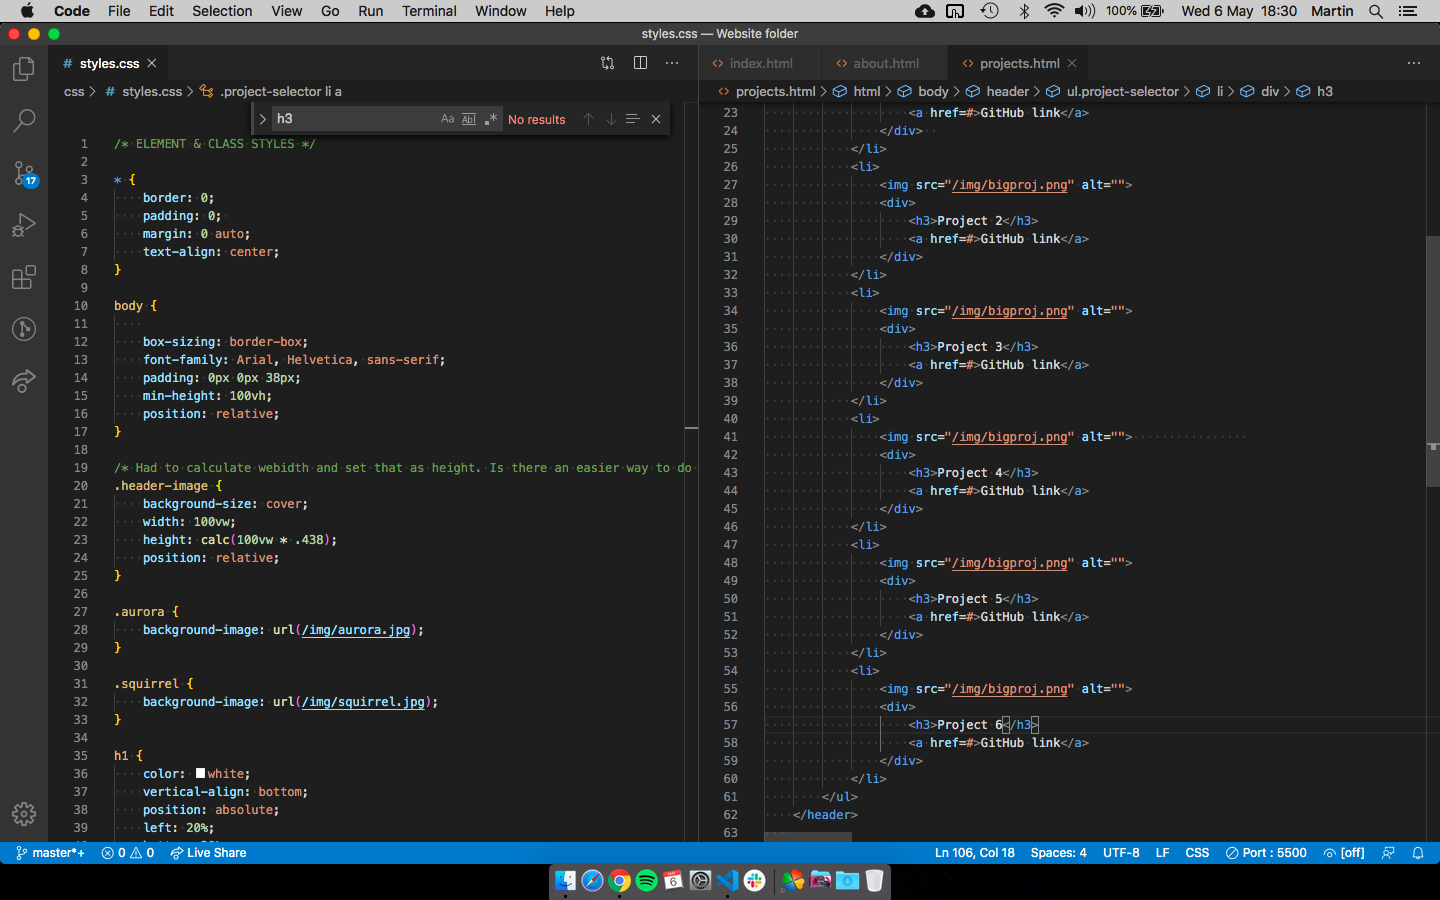 Code File Edit Selection View Go Run Terminal Window Help 100% Wed 6 May 18:30 Martin
styles.css — Website folder
# styles.css
css > # styles.css > .project-selector li a
h3 Aa Abl .* No results
17
1 /* ELEMENT & CLASS STYLES */
2
3 * {
4 border: 0;
5 padding: 0;
6 margin: 0 auto;
7 text-align: center;
8 }
9
10 body {
11
12 box-sizing: border-box;
13 font-family: Arial, Helvetica, sans-serif;
14 padding: 0px 0px 38px;
15 min-height: 100vh;
16 position: relative;
17 }
18
19 /* Had to calculate webidth and set that as height. Is there an easier way to do
20 .header-image {
21 background-size: cover;
22 width: 100vw;
23 height: calc(100vw * .438);
24 position: relative;
25 }
26
27 .aurora {
28 background-image: url(/img/aurora.jpg);
29 }
30
31 .squirrel {
32 background-image: url(/img/squirrel.jpg);
33 }
34
35 h1 {
36 color: white;
37 vertical-align: bottom;
38 position: absolute;
39 left: 20%;
index.html about.html projects.html
projects.html > html > body > header > ul.project-selector > li > div > h3
23 <a href=#>GitHub link</a>
24 </div>
25 </li>
26 <li>
27 <img src="/img/bigproj.png" alt="">
28 <div>
29 <h3>Project 2</h3>
30 <a href=#>GitHub link</a>
31 </div>
32 </li>
33 <li>
34 <img src="/img/bigproj.png" alt="">
35 <div>
36 <h3>Project 3</h3>
37 <a href=#>GitHub link</a>
38 </div>
39 </li>
40 <li>
41 <img src="/img/bigproj.png" alt="">
42 <div>
43 <h3>Project 4</h3>
44 <a href=#>GitHub link</a>
45 </div>
46 </li>
47 <li>
48 <img src="/img/bigproj.png" alt="">
49 <div>
50 <h3>Project 5</h3>
51 <a href=#>GitHub link</a>
52 </div>
53 </li>
54 <li>
55 <img src="/img/bigproj.png" alt="">
56 <div>
57 <h3>Project 6</h3>
58 <a href=#>GitHub link</a>
59 </div>
60 </li>
61 </ul>
62 </header>
63
master*+ 0 0 Live Share Ln 106, Col 18 Spaces: 4 UTF-8 LF CSS Port : 5500 [off]
6